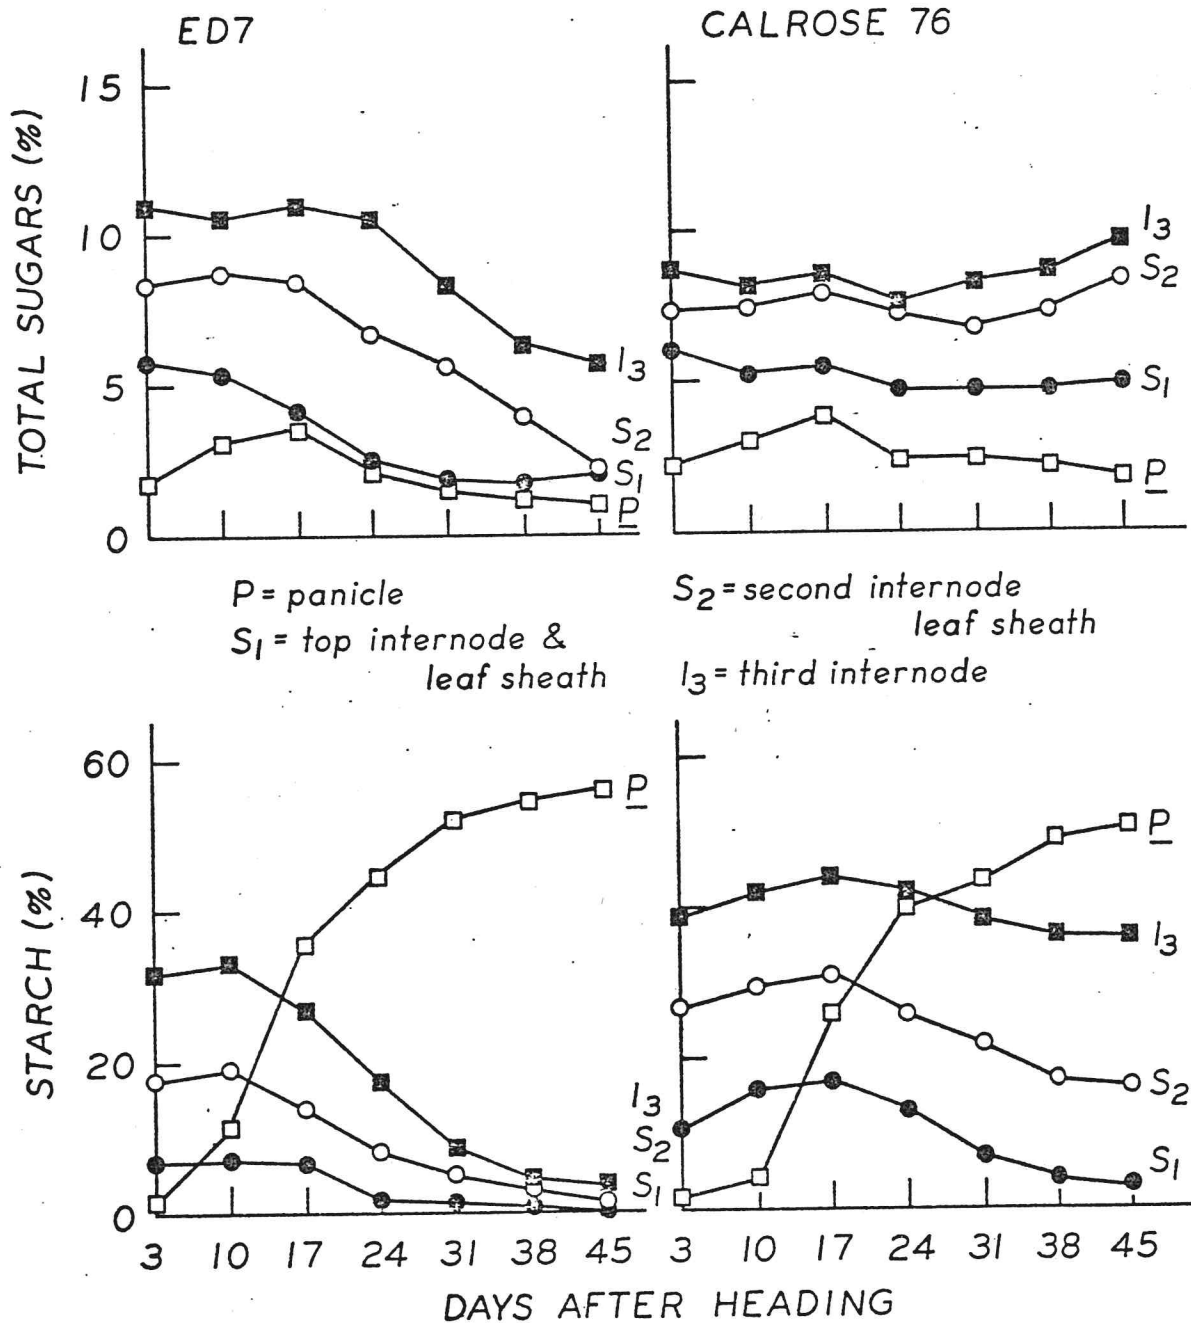 ED7
CALROSE 76
TOTAL SUGARS (%)
15
10
5
0
I3
S2
S1
P
I3
S2
S1
P
P = panicle
S1 = top internode &
leaf sheath
S2 = second internode
leaf sheath
I3 = third internode
STARCH (%)
60
40
20
0
P
I3
S2
S1
P
I3
S2
S1
3 10 17 24 31 38 45
3 10 17 24 31 38 45
DAYS AFTER HEADING